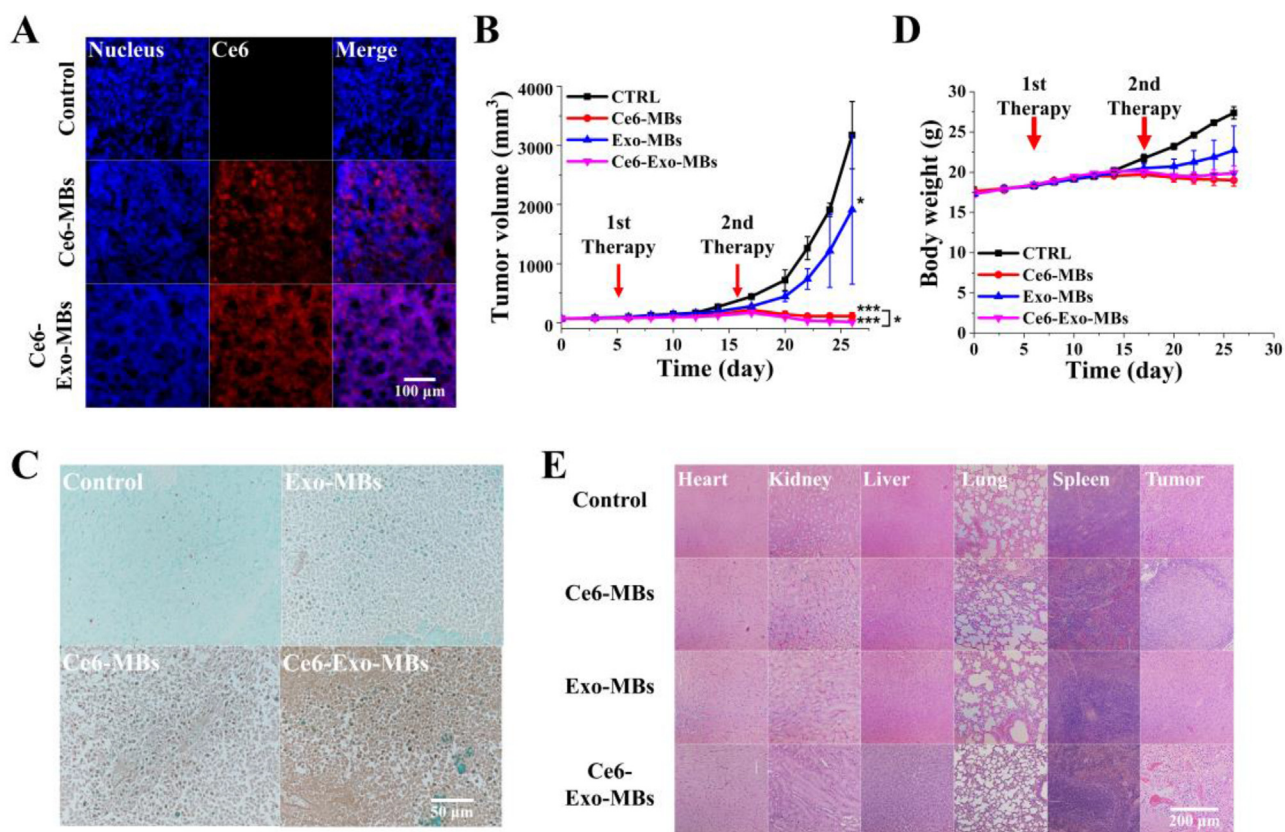 A
Nucleus
Ce6
Merge
Control
Ce6-MBs
Ce6-
Exo-MBs
100 µm
B
Tumor volume (mm³)
4000
3000
2000
1000
0
CTRL
Ce6-MBs
Exo-MBs
Ce6-Exo-MBs
1st
Therapy
2nd
Therapy
*
***
***
*
0
5
10
15
20
25
Time (day)
D
Body weight (g)
30
25
20
15
10
5
0
1st
Therapy
2nd
Therapy
CTRL
Ce6-MBs
Exo-MBs
Ce6-Exo-MBs
0
5
10
15
20
25
30
Time (day)
C
Control
Exo-MBs
Ce6-MBs
Ce6-Exo-MBs
50 µm
E
Heart
Kidney
Liver
Lung
Spleen
Tumor
Control
Ce6-MBs
Exo-MBs
Ce6-
Exo-MBs
200 µm